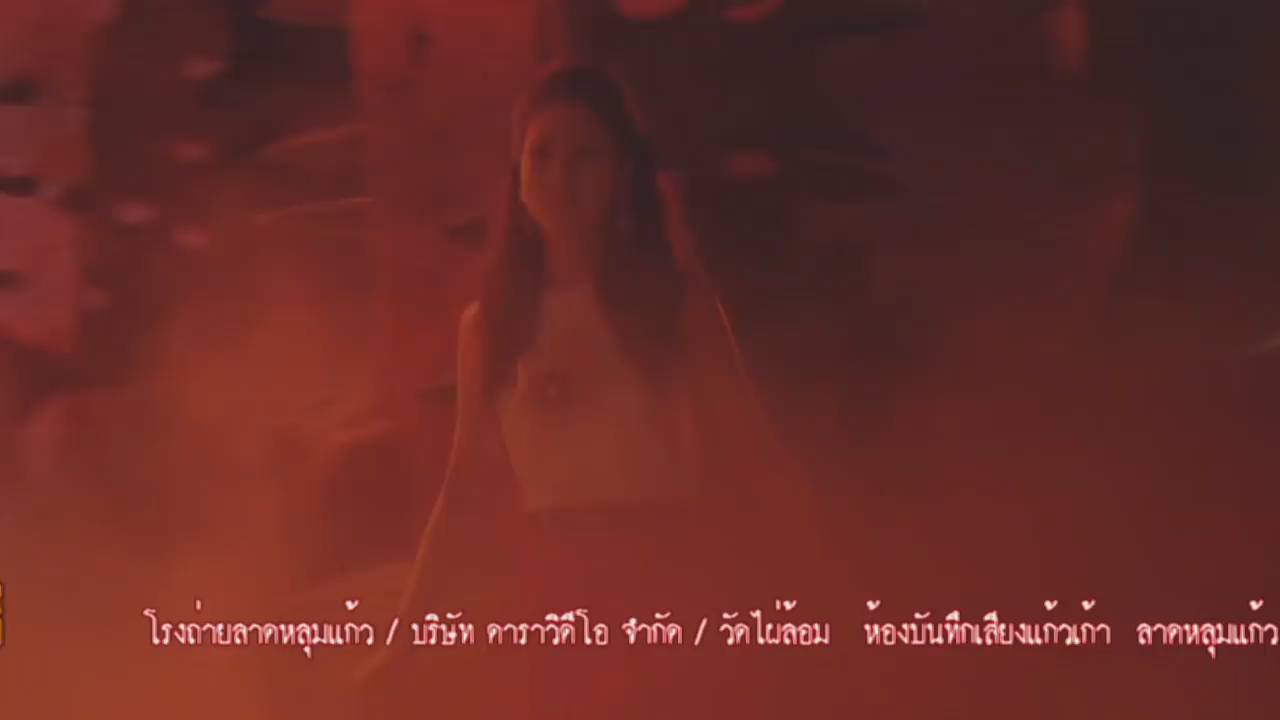 โรงถ่ายลาดหลุมแก้ว / บริษัท ดาราวิดีโอ จำกัด / วัดไผ่ล้อม ห้องบันทึกเสียงแก้วเก้า ลาดหลุมแก้ว